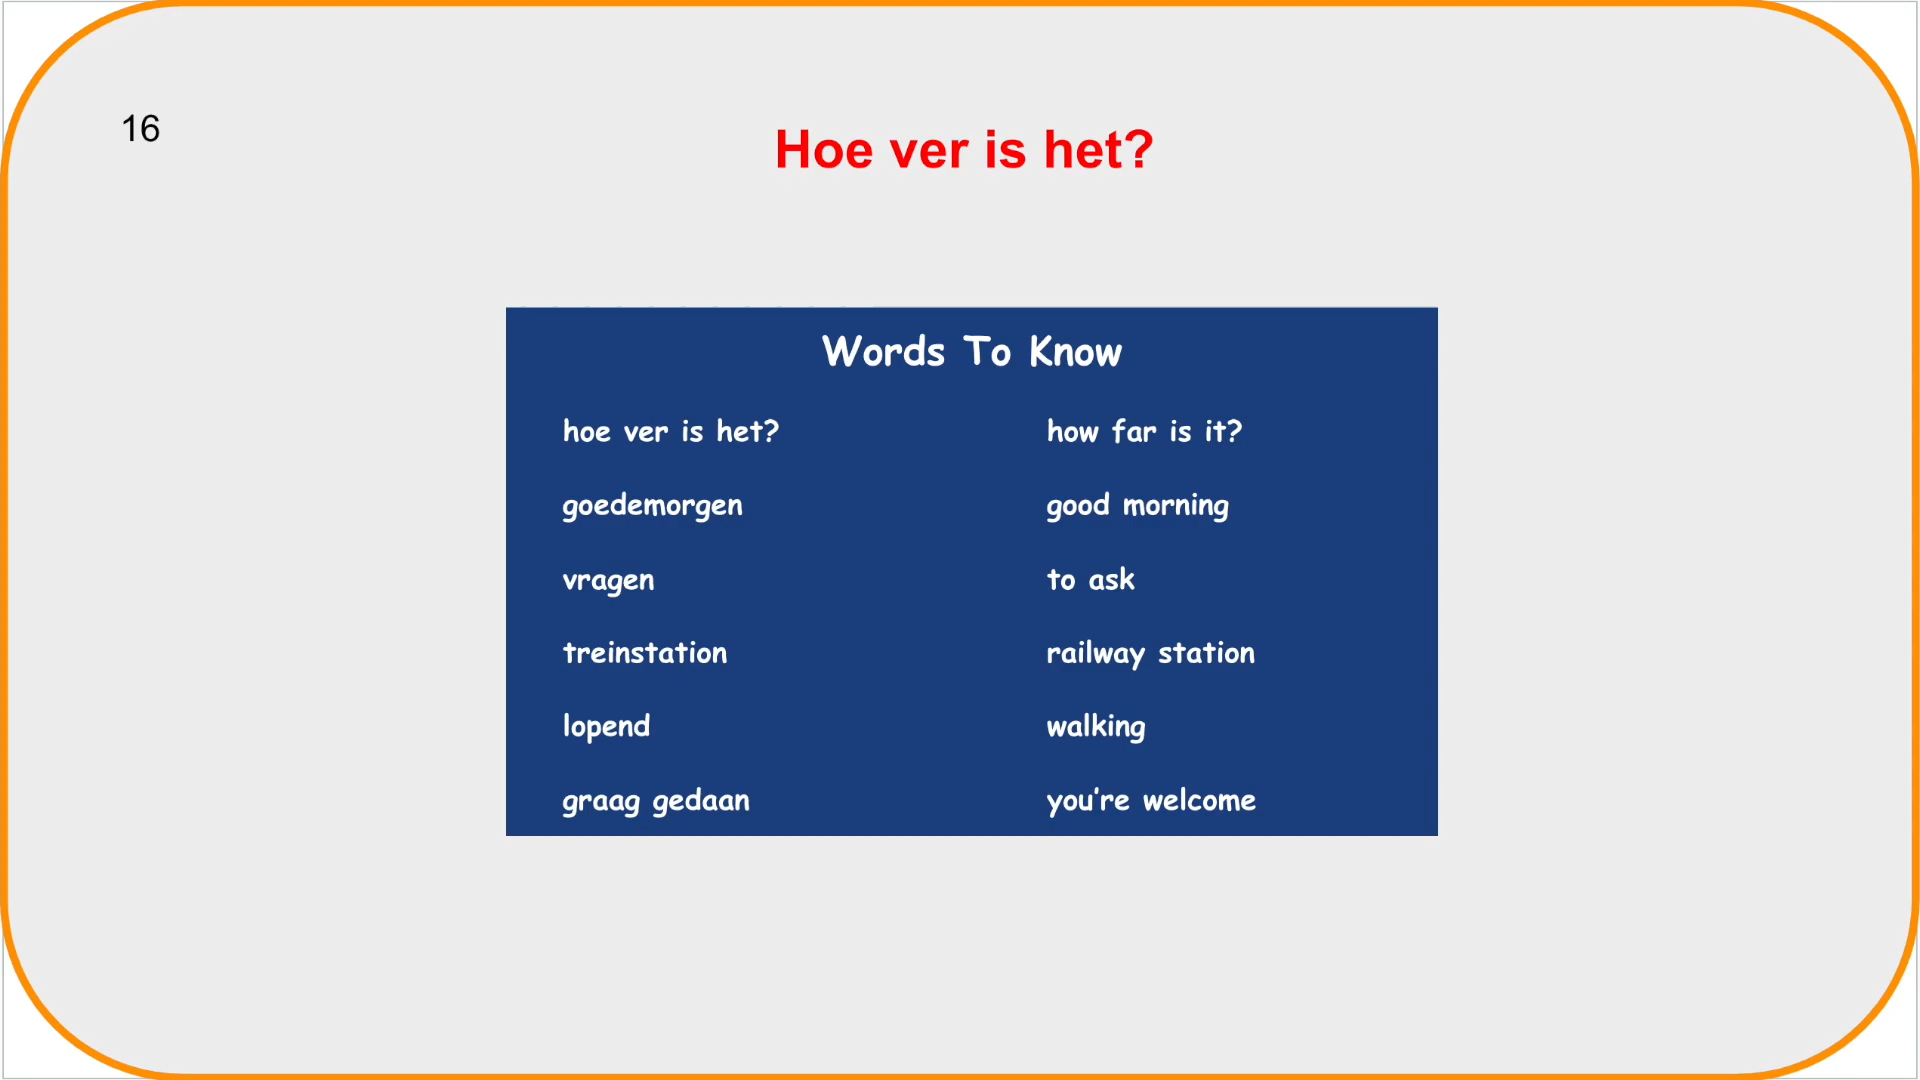 16
Hoe ver is het?
Words To Know
hoe ver is het? how far is it?
goedemorgen good morning
vragen to ask
treinstation railway station
lopend walking
graag gedaan you're welcome